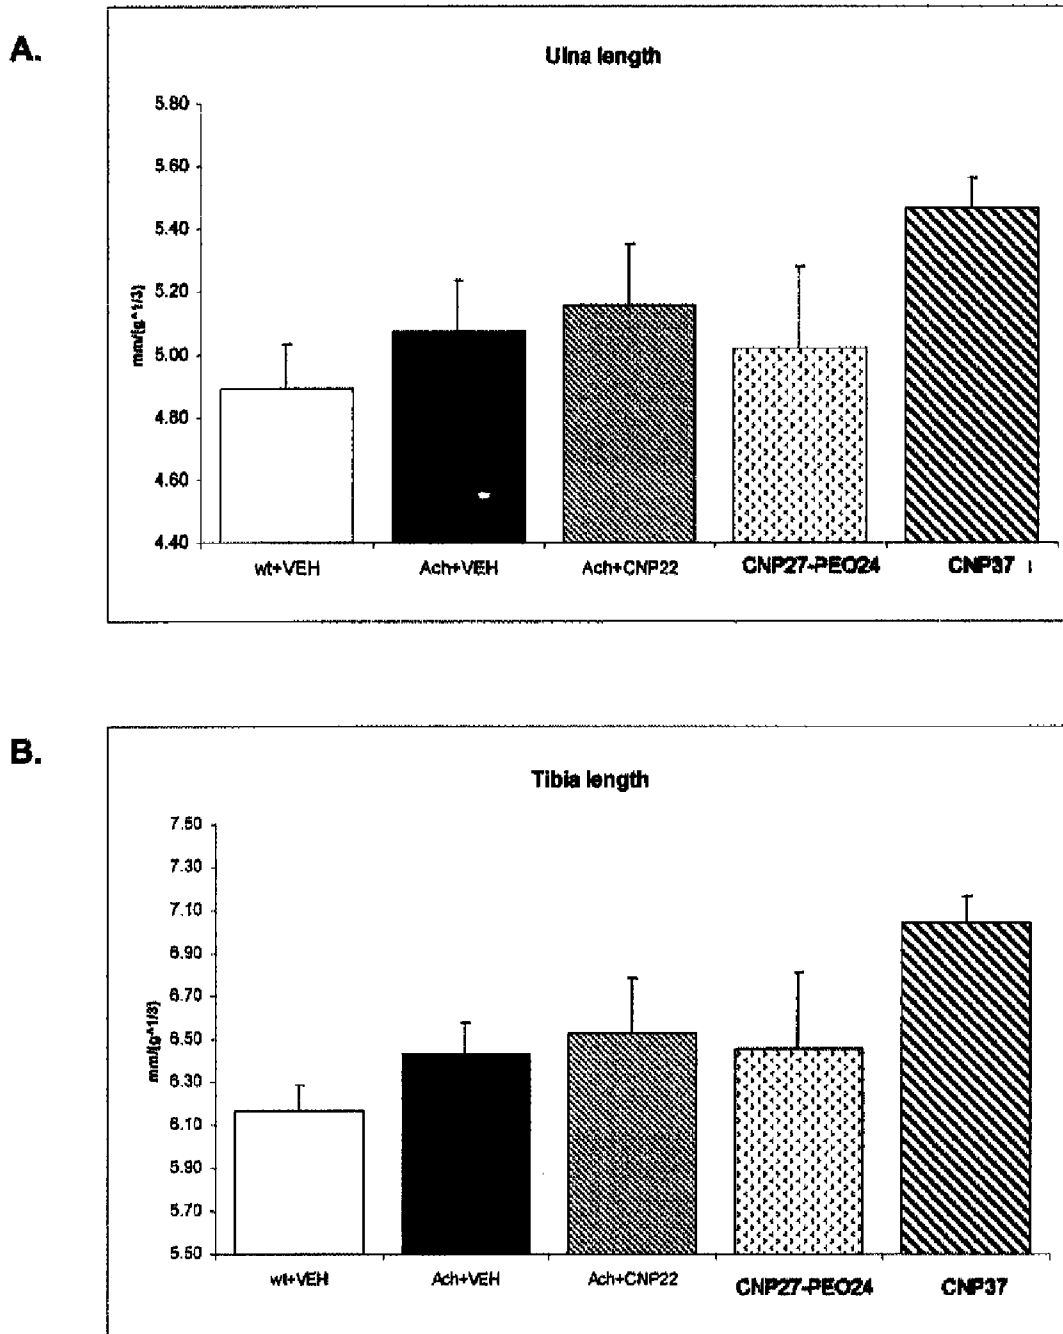 A.
Ulna length
5.80
5.60
5.40
5.20
5.00
4.80
4.60
4.40
mm/(g^1/3)
wt+VEH Ach+VEH Ach+CNP22 CNP27-PEO24 CNP37
B.
Tibia length
7.50
7.30
7.10
6.90
6.70
6.50
6.30
6.10
5.90
5.70
5.50
mm/(g^1/3)
wt+VEH Ach+VEH Ach+CNP22 CNP27-PEO24 CNP37